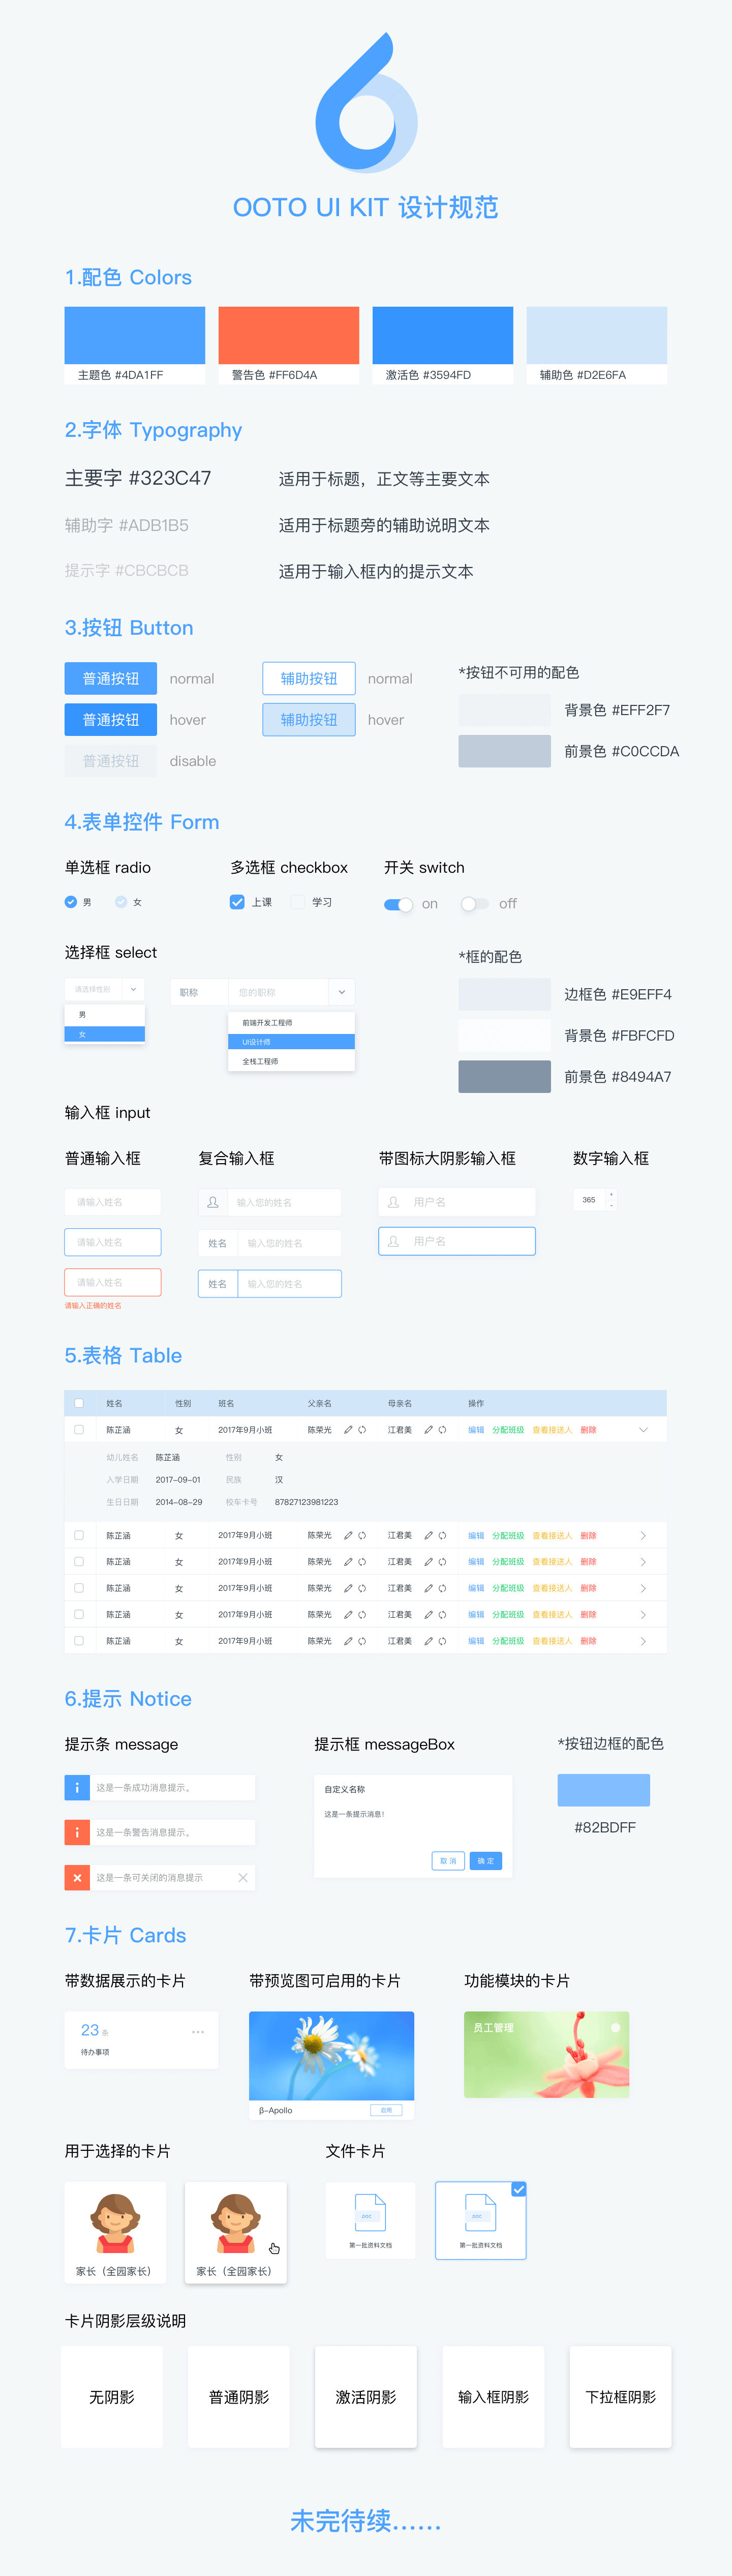 OOTO UI KIT 设计规范
1.配色 Colors
主题色 #4DA1FF
警告色 #FF6D4A
激活色 #3594FD
辅助色 #D2E6FA
2.字体 Typography
主要字 #323C47
适用于标题，正文等主要文本
辅助字 #ADB1B5
适用于标题旁的辅助说明文本
提示字 #CBCBCB
适用于输入框内的提示文本
3.按钮 Button
普通按钮 normal
辅助按钮 normal
*按钮不可用的配色
普通按钮 hover
辅助按钮 hover
背景色 #EFF2F7
普通按钮 disable
前景色 #C0CCDA
4.表单控件 Form
单选框 radio
多选框 checkbox
开关 switch
男 女
上课 学习
on off
选择框 select
*框的配色
请选择性别
男
女
职称 您的职称
前端开发工程师
UI设计师
全栈工程师
边框色 #E9EFF4
背景色 #FBFCFD
前景色 #8494A7
输入框 input
普通输入框
复合输入框
带图标大阴影输入框
数字输入框
请输入姓名
输入您的姓名
用户名
365
请输入姓名
姓名 输入您的姓名
用户名
请输入姓名
姓名 输入您的姓名
请输入正确的姓名
5.表格 Table
姓名 性别 班名 父亲名 母亲名 操作
陈芷涵 女 2017年9月小班 陈荣光 江君美 编辑 分配班级 查看接送人 删除
幼儿姓名 陈芷涵 性别 女
入学日期 2017-09-01 民族 汉
生日日期 2014-08-29 校车卡号 87827123981223
陈芷涵 女 2017年9月小班 陈荣光 江君美 编辑 分配班级 查看接送人 删除
陈芷涵 女 2017年9月小班 陈荣光 江君美 编辑 分配班级 查看接送人 删除
陈芷涵 女 2017年9月小班 陈荣光 江君美 编辑 分配班级 查看接送人 删除
陈芷涵 女 2017年9月小班 陈荣光 江君美 编辑 分配班级 查看接送人 删除
陈芷涵 女 2017年9月小班 陈荣光 江君美 编辑 分配班级 查看接送人 删除
6.提示 Notice
提示条 message
提示框 messageBox
*按钮边框的配色
这是一条成功消息提示。
这是一条警告消息提示。
这是一条可关闭的消息提示
自定义名称
这是一条提示消息！
取 消 确 定
#82BDFF
7.卡片 Cards
带数据展示的卡片
带预览图可启用的卡片
功能模块的卡片
23 条
待办事项
β-Apollo 启用
员工管理
用于选择的卡片
文件卡片
家长（全园家长）
家长（全园家长）
DOC
第一批资料文档
DOC
第一批资料文档
卡片阴影层级说明
无阴影
普通阴影
激活阴影
输入框阴影
下拉框阴影
未完待续......